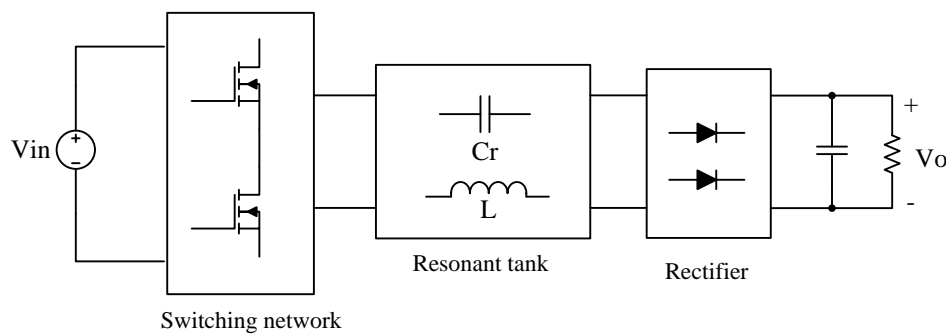 Vin
+
-
Cr
L
+
Vo
-
Resonant tank
Rectifier
Switching network